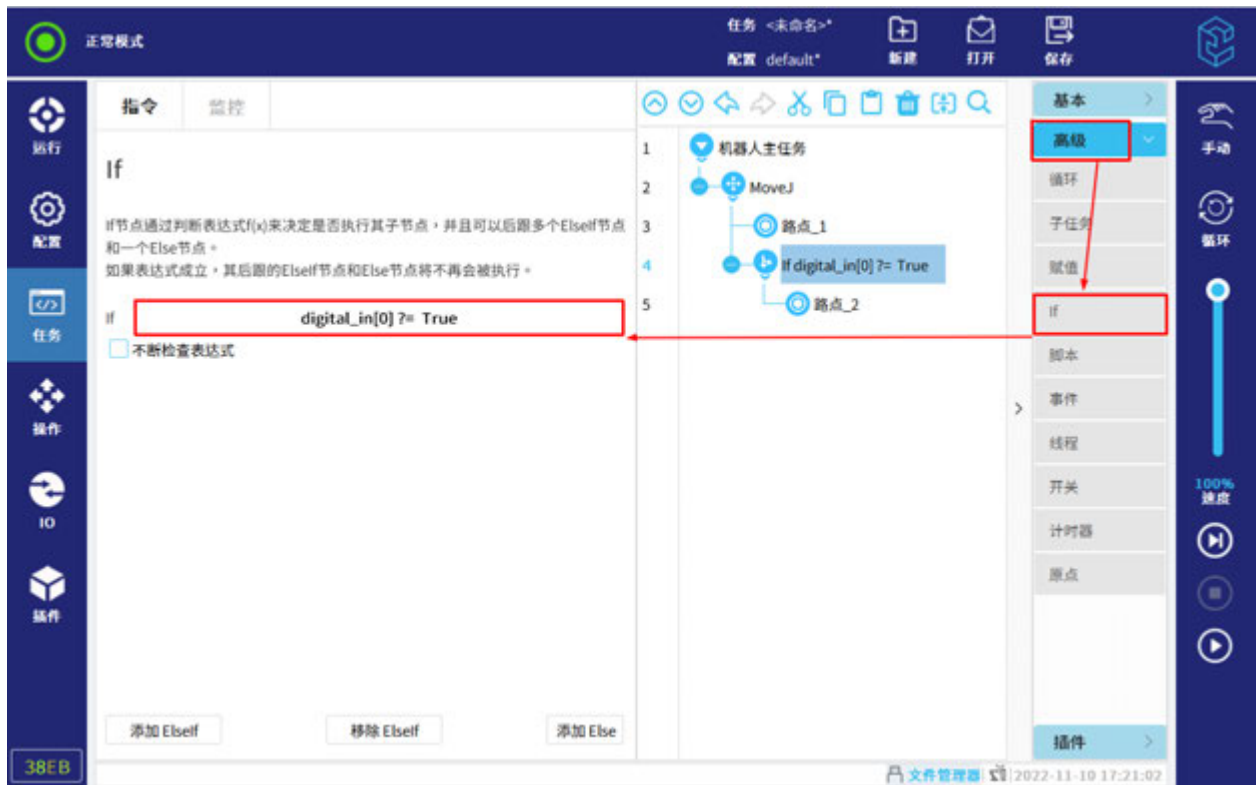 正常模式
任务 <未命名>*
配置 default*
新建
打开
保存
运行
配置
任务
操作
IO
插件
38EB
指令
监控
If
If节点通过判断表达式f(x)来决定是否执行其子节点，并且可以后跟多个ElseIf节点
和一个Else节点。
如果表达式成立，其后跟的ElseIf节点和Else节点将不再会被执行。
If
digital_in[0] ?= True
不断检查表达式
添加 ElseIf
移除 ElseIf
添加 Else
1 机器人主任务
2 MoveJ
3 路点_1
4 If digital_in[0] ?= True
5 路点_2
基本
高级
循环
子任务
赋值
If
脚本
事件
线程
开关
计时器
原点
插件
手动
循环
100%
速度
文件管理器
2022-11-10 17:21:02